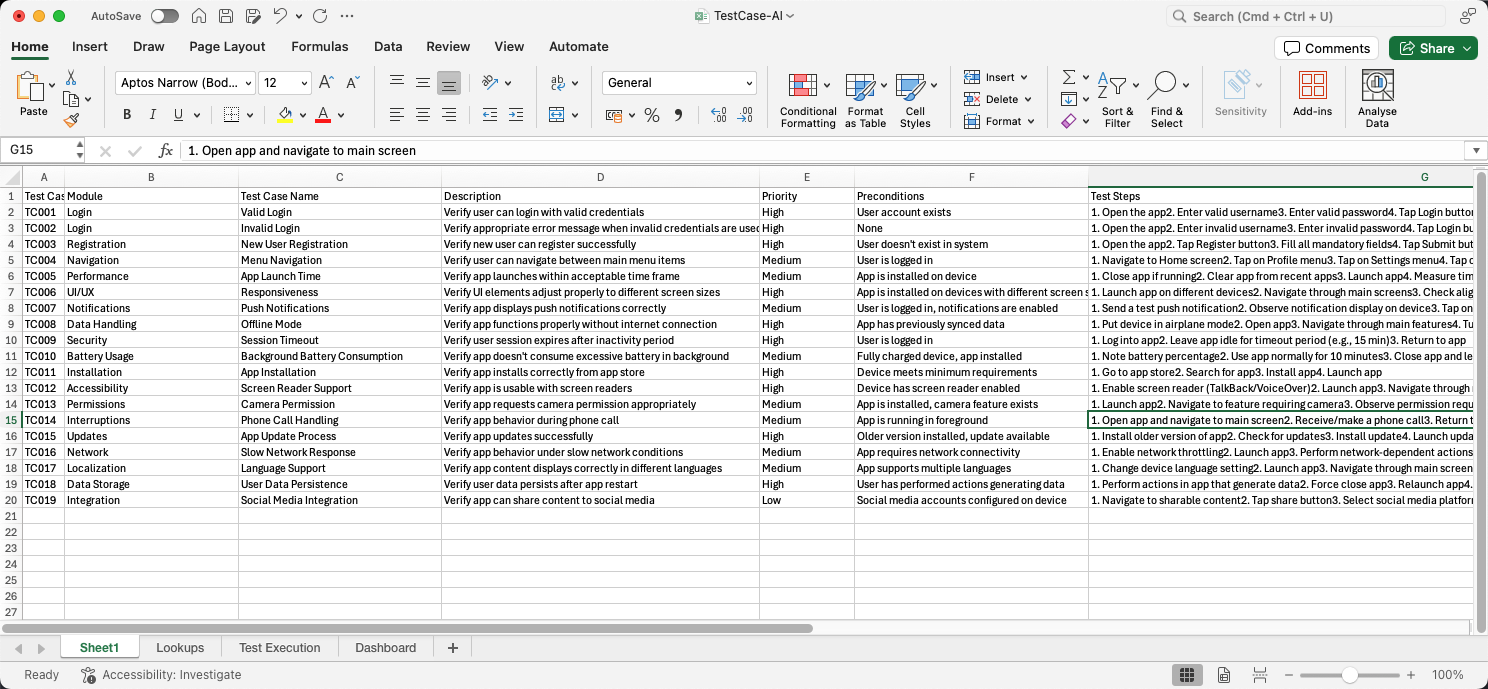 AutoSave TestCase-AI Search (Cmd + Ctrl + U)
Home Insert Draw Page Layout Formulas Data Review View Automate Comments Share
Paste Aptos Narrow (Bod... 12 General Conditional Formatting Format as Table Cell Styles Insert Delete Format Sort & Filter Find & Select Sensitivity Add-ins Analyse Data
G15 fx 1. Open app and navigate to main screen
A B C D E F G
1 Test Cas Module Test Case Name Description Priority Preconditions Test Steps
2 TC001 Login Valid Login Verify user can login with valid credentials High User account exists 1. Open the app2. Enter valid username3. Enter valid password4. Tap Login button
3 TC002 Login Invalid Login Verify appropriate error message when invalid credentials are used High None 1. Open the app2. Enter invalid username3. Enter invalid password4. Tap Login bu
4 TC003 Registration New User Registration Verify new user can register successfully High User doesn't exist in system 1. Open the app2. Tap Register button3. Fill all mandatory fields4. Tap Submit but
5 TC004 Navigation Menu Navigation Verify user can navigate between main menu items Medium User is logged in 1. Navigate to Home screen2. Tap on Profile menu3. Tap on Settings menu4. Tap o
6 TC005 Performance App Launch Time Verify app launches within acceptable time frame Medium App is installed on device 1. Close app if running2. Clear app from recent apps3. Launch app4. Measure tim
7 TC006 UI/UX Responsiveness Verify UI elements adjust properly to different screen sizes High App is installed on devices with different screen s 1. Launch app on different devices2. Navigate through main screens3. Check alig
8 TC007 Notifications Push Notifications Verify app displays push notifications correctly Medium User is logged in, notifications are enabled 1. Send a test push notification2. Observe notification display on device3. Tap on
9 TC008 Data Handling Offline Mode Verify app functions properly without internet connection High App has previously synced data 1. Put device in airplane mode2. Open app3. Navigate through main features4. Tu
10 TC009 Security Session Timeout Verify user session expires after inactivity period High User is logged in 1. Log into app2. Leave app idle for timeout period (e.g., 15 min)3. Return to app
11 TC010 Battery Usage Background Battery Consumption Verify app doesn't consume excessive battery in background Medium Fully charged device, app installed 1. Note battery percentage2. Use app normally for 10 minutes3. Close app and le
12 TC011 Installation App Installation Verify app installs correctly from app store High Device meets minimum requirements 1. Go to app store2. Search for app3. Install app4. Launch app
13 TC012 Accessibility Screen Reader Support Verify app is usable with screen readers High Device has screen reader enabled 1. Enable screen reader (TalkBack/VoiceOver)2. Launch app3. Navigate through
14 TC013 Permissions Camera Permission Verify app requests camera permission appropriately Medium App is installed, camera feature exists 1. Launch app2. Navigate to feature requiring camera3. Observe permission requ
15 TC014 Interruptions Phone Call Handling Verify app behavior during phone call Medium App is running in foreground 1. Open app and navigate to main screen2. Receive/make a phone call3. Return t
16 TC015 Updates App Update Process Verify app updates successfully High Older version installed, update available 1. Install older version of app2. Check for updates3. Install update4. Launch upda
17 TC016 Network Slow Network Response Verify app behavior under slow network conditions Medium App requires network connectivity 1. Enable network throttling2. Launch app3. Perform network-dependent actions
18 TC017 Localization Language Support Verify app content displays correctly in different languages Medium App supports multiple languages 1. Change device language setting2. Launch app3. Navigate through main screen
19 TC018 Data Storage User Data Persistence Verify user data persists after app restart High User has performed actions generating data 1. Perform actions in app that generate data2. Force close app3. Relaunch app4.
20 TC019 Integration Social Media Integration Verify app can share content to social media Low Social media accounts configured on device 1. Navigate to sharable content2. Tap share button3. Select social media platforn
21
22
23
24
25
26
27
Sheet1 Lookups Test Execution Dashboard +
Ready Accessibility: Investigate 100%